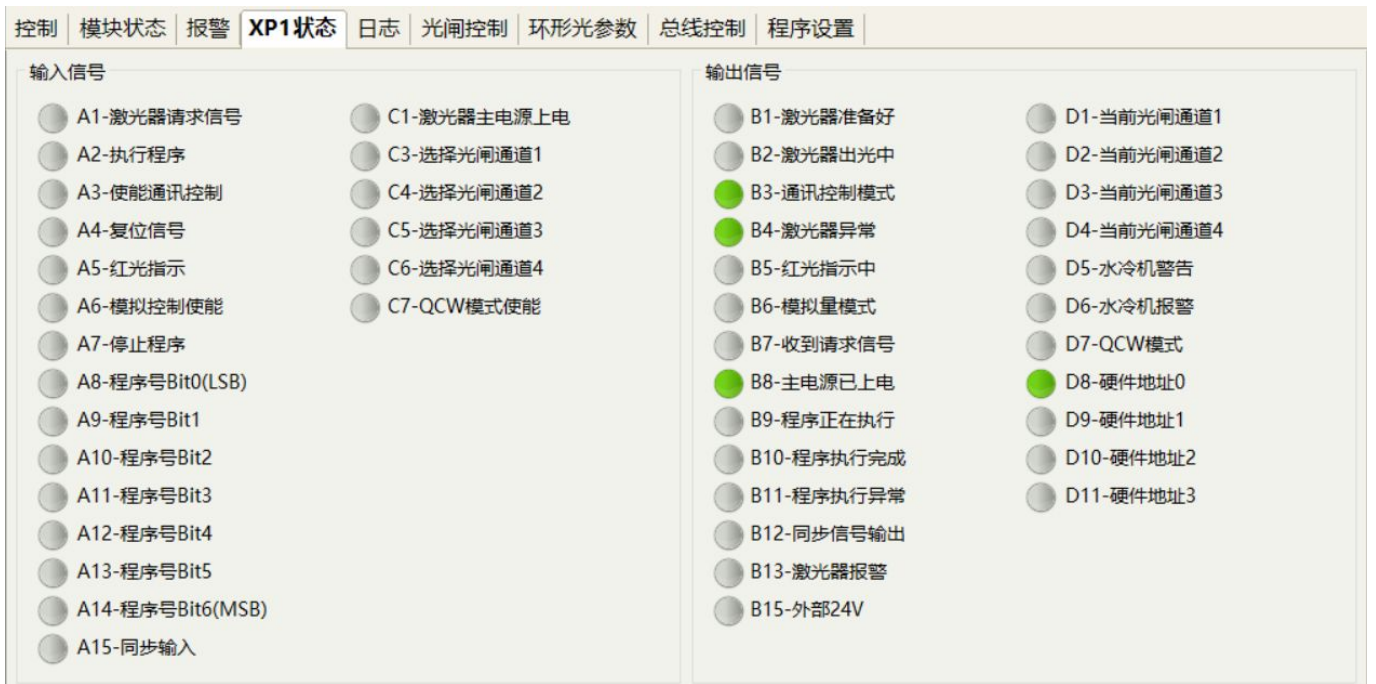 控制 模块状态 报警 XP1状态 日志 光闸控制 环形光参数 总线控制 程序设置
输入信号
A1-激光器请求信号
A2-执行程序
A3-使能通讯控制
A4-复位信号
A5-红光指示
A6-模拟控制使能
A7-停止程序
A8-程序号Bit0(LSB)
A9-程序号Bit1
A10-程序号Bit2
A11-程序号Bit3
A12-程序号Bit4
A13-程序号Bit5
A14-程序号Bit6(MSB)
A15-同步输入
C1-激光器主电源上电
C3-选择光闸通道1
C4-选择光闸通道2
C5-选择光闸通道3
C6-选择光闸通道4
C7-QCW模式使能
输出信号
B1-激光器准备好
B2-激光器出光中
B3-通讯控制模式
B4-激光器异常
B5-红光指示中
B6-模拟量模式
B7-收到请求信号
B8-主电源已上电
B9-程序正在执行
B10-程序执行完成
B11-程序执行异常
B12-同步信号输出
B13-激光器报警
B15-外部24V
D1-当前光闸通道1
D2-当前光闸通道2
D3-当前光闸通道3
D4-当前光闸通道4
D5-水冷机警告
D6-水冷机报警
D7-QCW模式
D8-硬件地址0
D9-硬件地址1
D10-硬件地址2
D11-硬件地址3